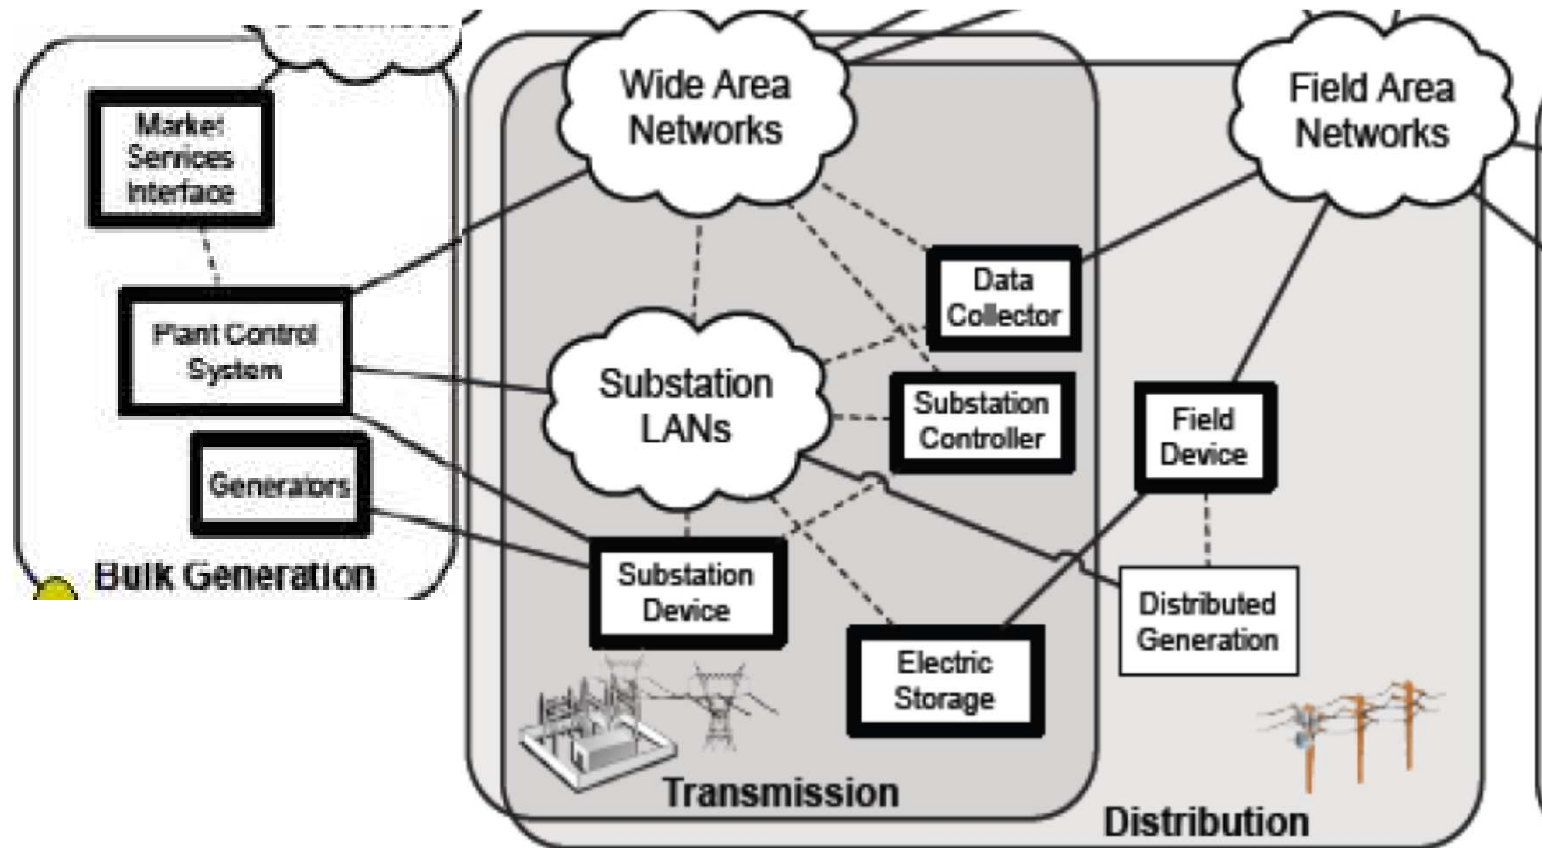 Wide Area
Networks
Field Area
Networks
Market
Services
Interface
Data
Collector
Plant Control
System
Substation
LANs
Substation
Controller
Field
Device
Generators
Bulk Generation
Substation
Device
Distributed
Generation
Electric
Storage
Transmission
Distribution